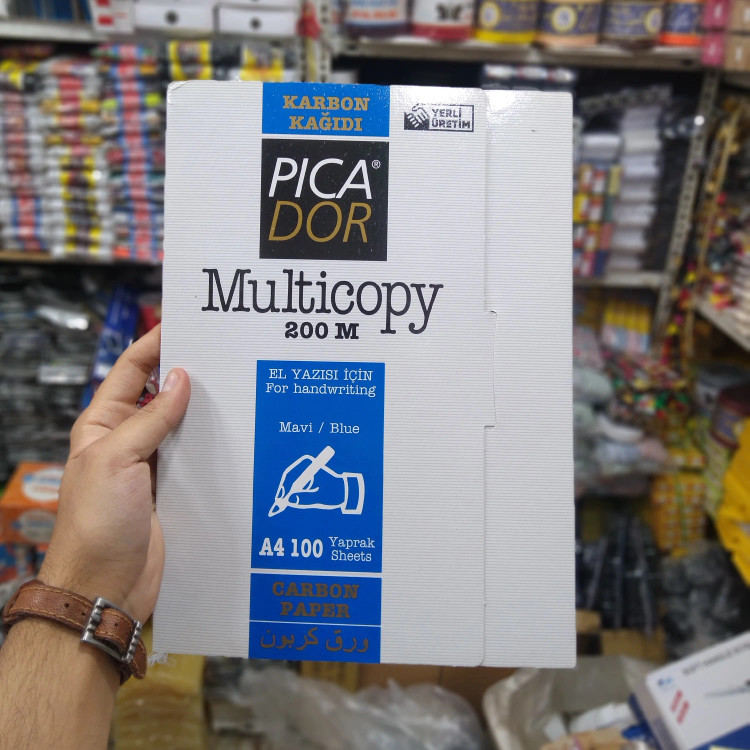 KARBON
KAĞIDI
YERLİ
ÜRETİM
PICA®
DOR
Multicopy
200 M
EL YAZISI İÇİN
For handwriting
Mavi / Blue
A4 100 Yaprak
Sheets
CARBON
PAPER
ورق كربون